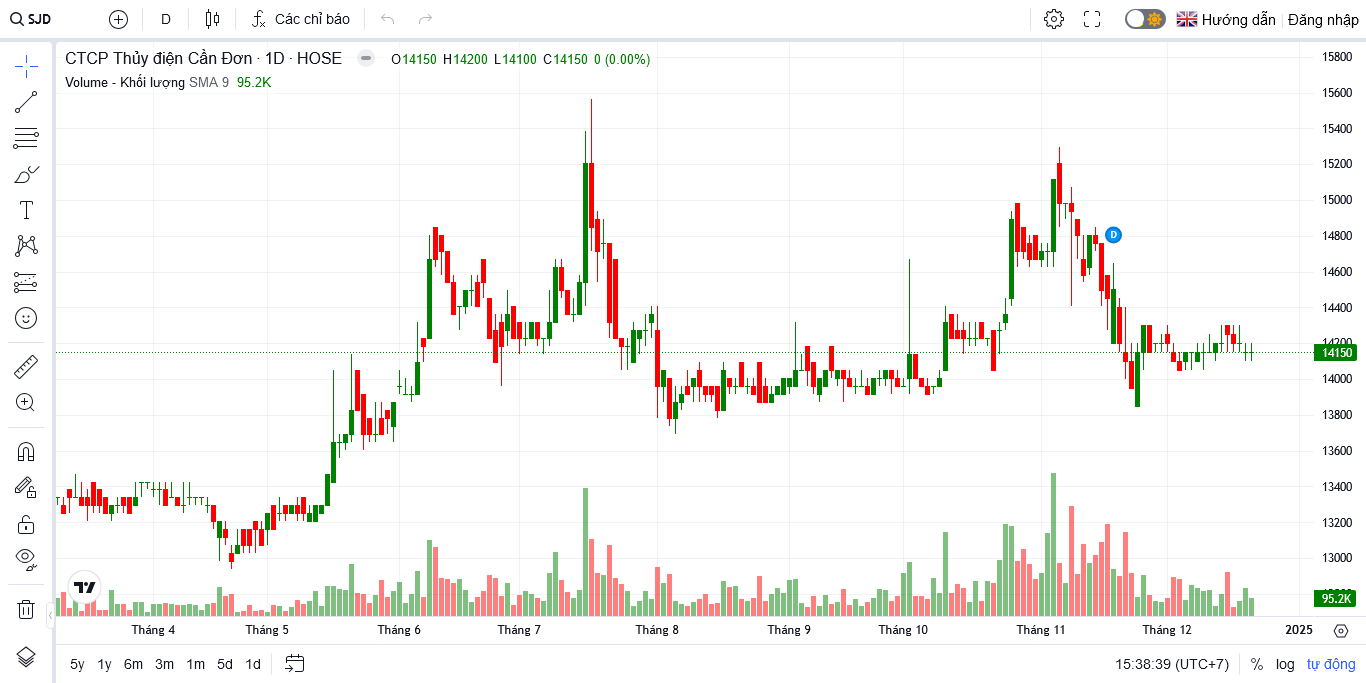 SJD
D
Các chỉ báo
Hướng dẫn
Đăng nhập
CTCP Thủy điện Cần Đơn · 1D · HOSE
O14150 H14200 L14100 C14150 0 (0.00%)
Volume - Khối lượng SMA 9 95.2K
15800
15600
15400
15200
15000
14800
14600
14400
14200
14150
14000
13800
13600
13400
13200
13000
95.2K
D
Tháng 4
Tháng 5
Tháng 6
Tháng 7
Tháng 8
Tháng 9
Tháng 10
Tháng 11
Tháng 12
2025
5y
1y
6m
3m
1m
5d
1d
15:38:39 (UTC+7)
%
log
tự động